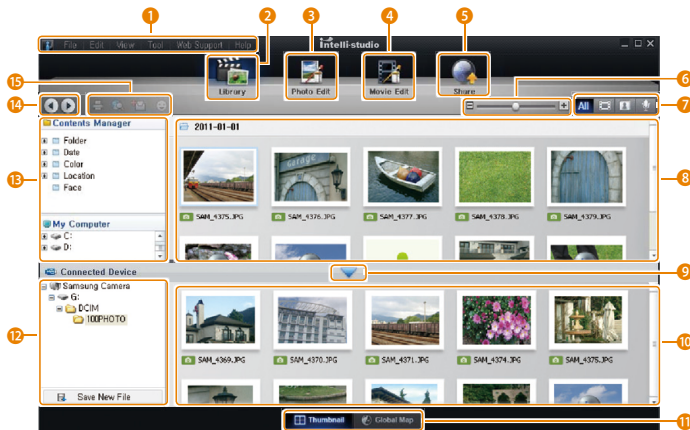 1 2 3 4 5
File Edit View Tool Web Support Help
Intelli-studio
Library Photo Edit Movie Edit Share
15 6
14 All 7
Contents Manager
Folder
Date
Color
Location
Face
13
My Computer
C:
D:
2011-01-01
8
SAM_4375.JPG SAM_4376.JPG SAM_4377.JPG SAM_4378.JPG SAM_4379.JPG
Garage
Connected Device 9
Samsung Camera
G:
DCIM
100PHOTO
12
Save New File
SAM_4369.JPG SAM_4370.JPG SAM_4371.JPG SAM_4374.JPG SAM_4375.JPG
10
Thumbnail Global Map 11